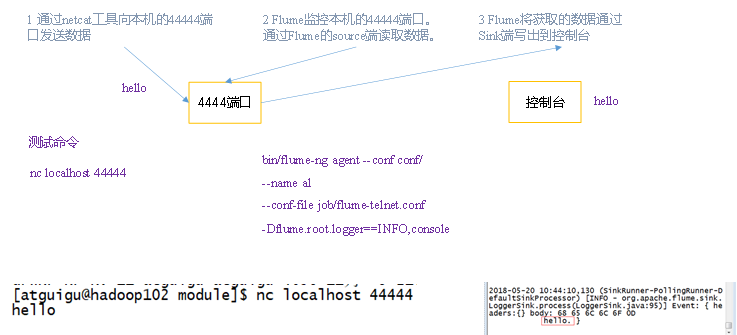 1 通过netcat工具向本机的44444端
口发送数据
2 Flume监控本机的44444端口。
通过Flume的source端读取数据。
3 Flume将获取的数据通过
Sink端写出到控制台
hello
4444端口
控制台
hello
测试命令
nc localhost 44444
bin/flume-ng agent --conf conf/
--name a1
--conf-file job/flume-telnet.conf
-Dflume.root.logger==INFO,console
[atguigu@hadoop102 module]$ nc localhost 44444
hello
2018-05-20 10:44:10,130 (SinkRunner-PollingRunner-D
efaultSinkProcessor) [INFO - org.apache.flume.sink.
LoggerSink.process(LoggerSink.java:95)] Event: { he
aders:{} body: 68 65 6C 6C 6F 0D
hello. }